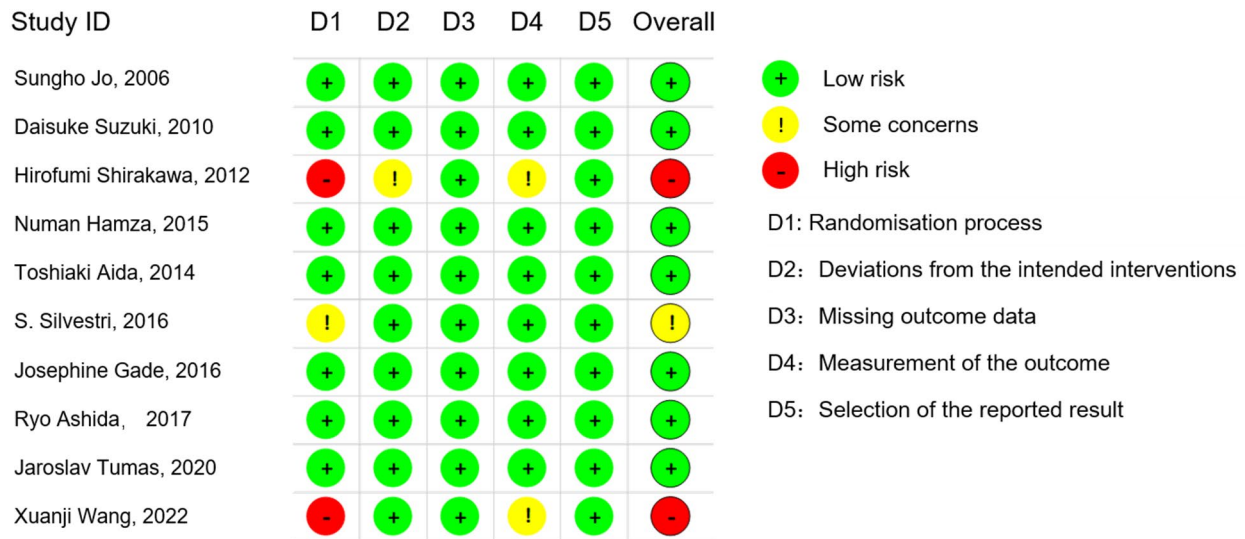 Study ID D1 D2 D3 D4 D5 Overall
Sungho Jo, 2006 + + + + + +
Daisuke Suzuki, 2010 + + + + + +
Hirofumi Shirakawa, 2012 - ! + ! + -
Numan Hamza, 2015 + + + + + +
Toshiaki Aida, 2014 + + + + + +
S. Silvestri, 2016 ! + + + + !
Josephine Gade, 2016 + + + + + +
Ryo Ashida， 2017 + + + + + +
Jaroslav Tumas, 2020 + + + + + +
Xuanji Wang, 2022 - + + ! + -
+ Low risk
! Some concerns
- High risk
D1: Randomisation process
D2：Deviations from the intended interventions
D3：Missing outcome data
D4：Measurement of the outcome
D5：Selection of the reported result